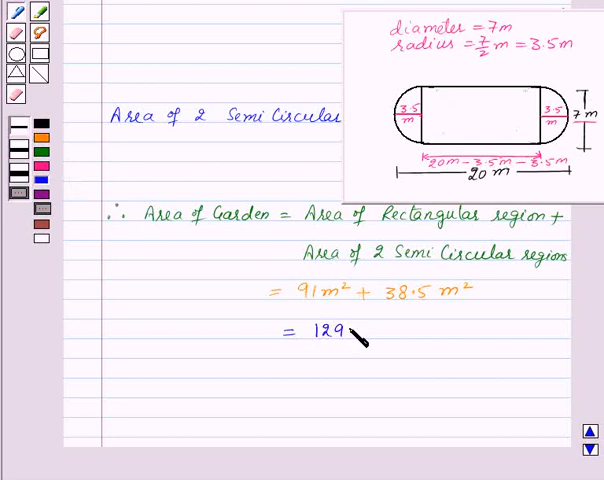 diameter = 7m
radius = 7/2 m = 3.5m
3.5
m
3.5
m
7m
20m - 3.5m - 3.5m
20 m
Area of 2 Semi Circular
∴ Area of Garden = Area of Rectangular region +
Area of 2 Semi Circular regions
= 91m² + 38.5 m²
= 129